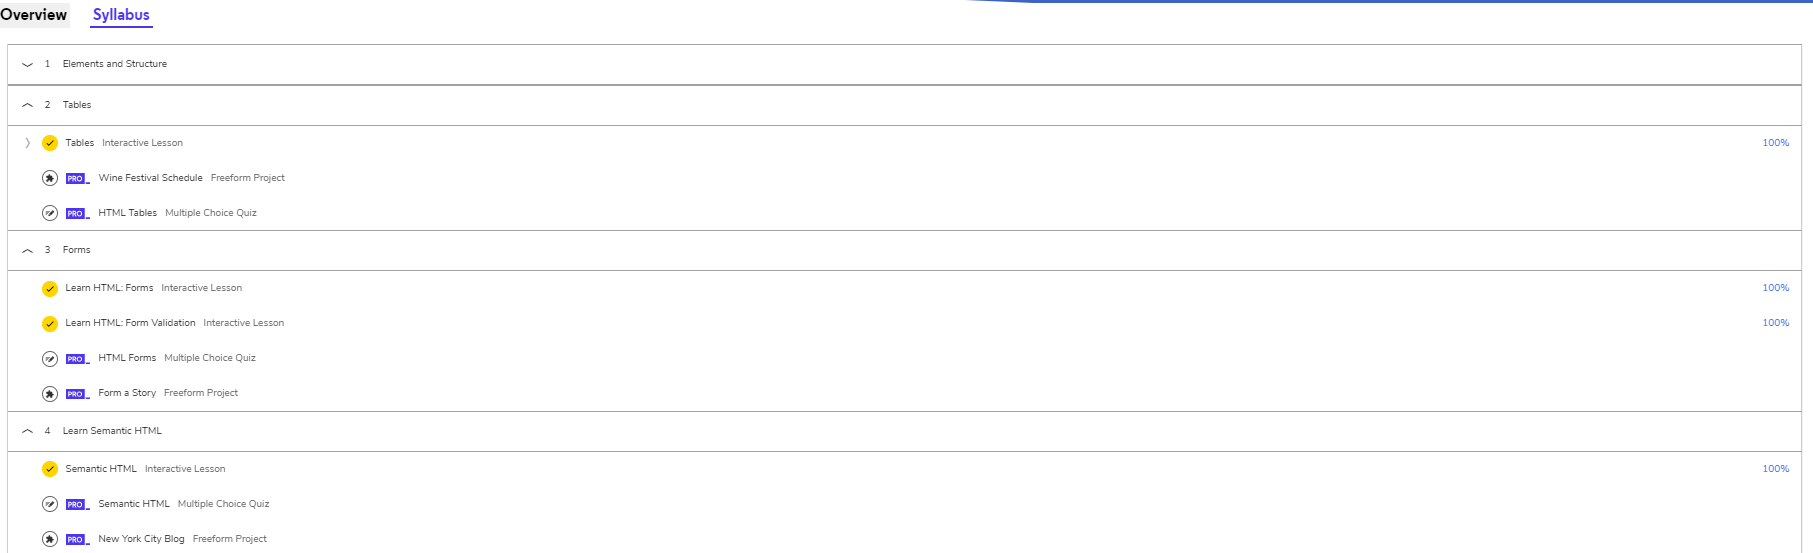 Overview Syllabus
1 Elements and Structure
2 Tables
Tables Interactive Lesson 100%
PRO Wine Festival Schedule Freeform Project
PRO HTML Tables Multiple Choice Quiz
3 Forms
Learn HTML: Forms Interactive Lesson 100%
Learn HTML: Form Validation Interactive Lesson 100%
PRO HTML Forms Multiple Choice Quiz
PRO Form a Story Freeform Project
4 Learn Semantic HTML
Semantic HTML Interactive Lesson 100%
PRO Semantic HTML Multiple Choice Quiz
PRO New York City Blog Freeform Project